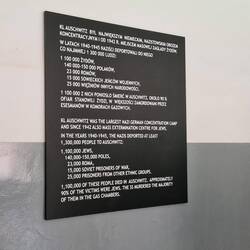 KL AUSCHWITZ BYŁ NAJWIĘKSZYM NIEMIECKIM, NAZISTOWSKIM OBOZEM
KONCENTRACYJNYM I OD 1942 R. MIEJSCEM MASOWEJ ZAGŁADY ŻYDÓW.
W LATACH 1940-1945 NAZIŚCI DEPORTOWALI DO NIEGO
CO NAJMNIEJ 1 300 000 LUDZI:
1 100 000 ŻYDÓW,
140 000-150 000 POLAKÓW,
23 000 ROMÓW,
15 000 SOWIECKICH JEŃCÓW WOJENNYCH,
25 000 WIĘŹNIÓW INNYCH NARODOWOŚCI.
1 100 000 Z NICH PONIOSŁO ŚMIERĆ W AUSCHWITZ. OKOŁO 90 %
OFIAR STANOWILI ŻYDZI, W WIĘKSZOŚCI ZAMORDOWANI PRZEZ
ESESMANÓW W KOMORACH GAZOWYCH.
KL AUSCHWITZ WAS THE LARGEST NAZI GERMAN CONCENTRATION CAMP
AND SINCE 1942 ALSO MASS EXTERMINATION CENTRE FOR JEWS.
IN THE YEARS 1940-1945, THE NAZIS DEPORTED AT LEAST
1,300,000 PEOPLE TO AUSCHWITZ:
1,100,000 JEWS,
140,000-150,000 POLES,
23,000 ROMA,
15,000 SOVIET PRISONERS OF WAR,
25,000 PRISONERS FROM OTHER ETHNIC GROUPS.
1,100,000 OF THESE PEOPLE DIED IN AUSCHWITZ. APPROXIMATELY
90% OF THE VICTIMS WERE JEWS. THE SS MURDERED THE MAJORITY
OF THEM IN THE GAS CHAMBERS.